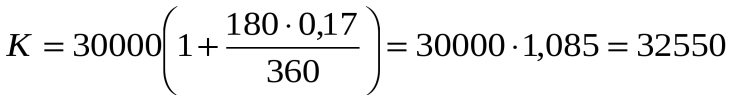 K = 30000(1 + 180 · 0,17 / 360) = 30000 · 1,085 = 32550